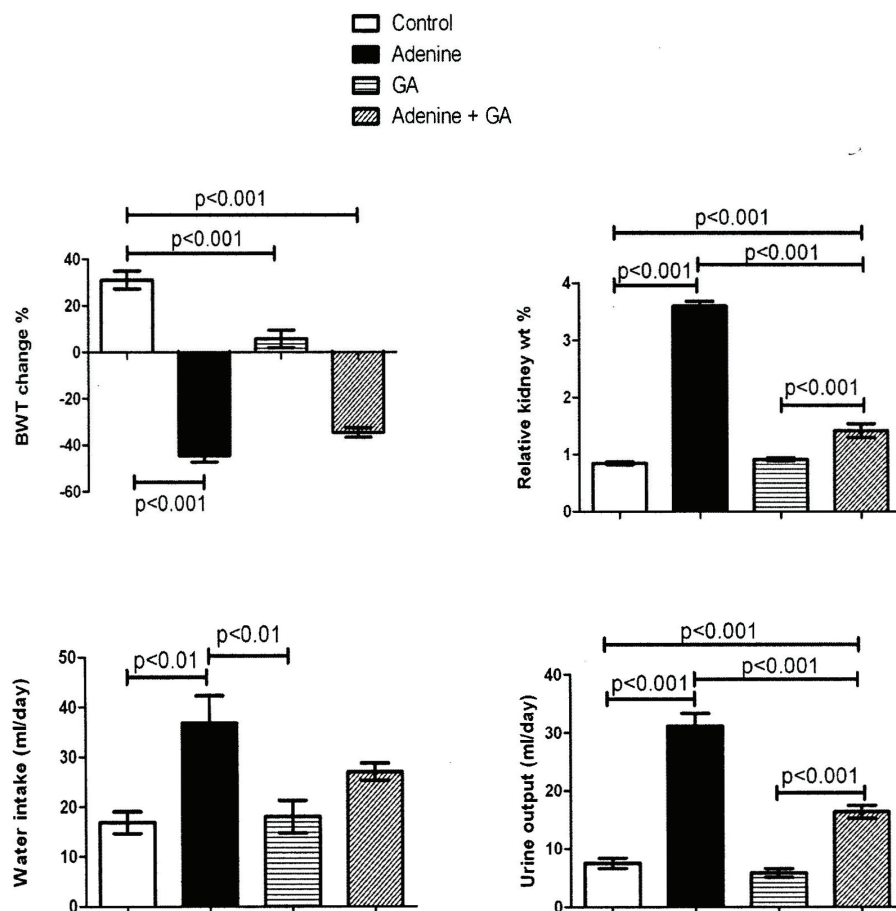 Control
Adenine
GA
Adenine + GA
p<0.001
p<0.001
40
20
0
-20
-40
-60
BWT change %
p<0.001
p<0.001
p<0.001
p<0.001
p<0.001
4
3
2
1
0
Relative kidney wt %
p<0.01
p<0.01
50
40
30
20
10
0
Water intake (ml/day)
p<0.001
p<0.001
p<0.001
p<0.001
40
30
20
10
0
Urine output (ml/day)